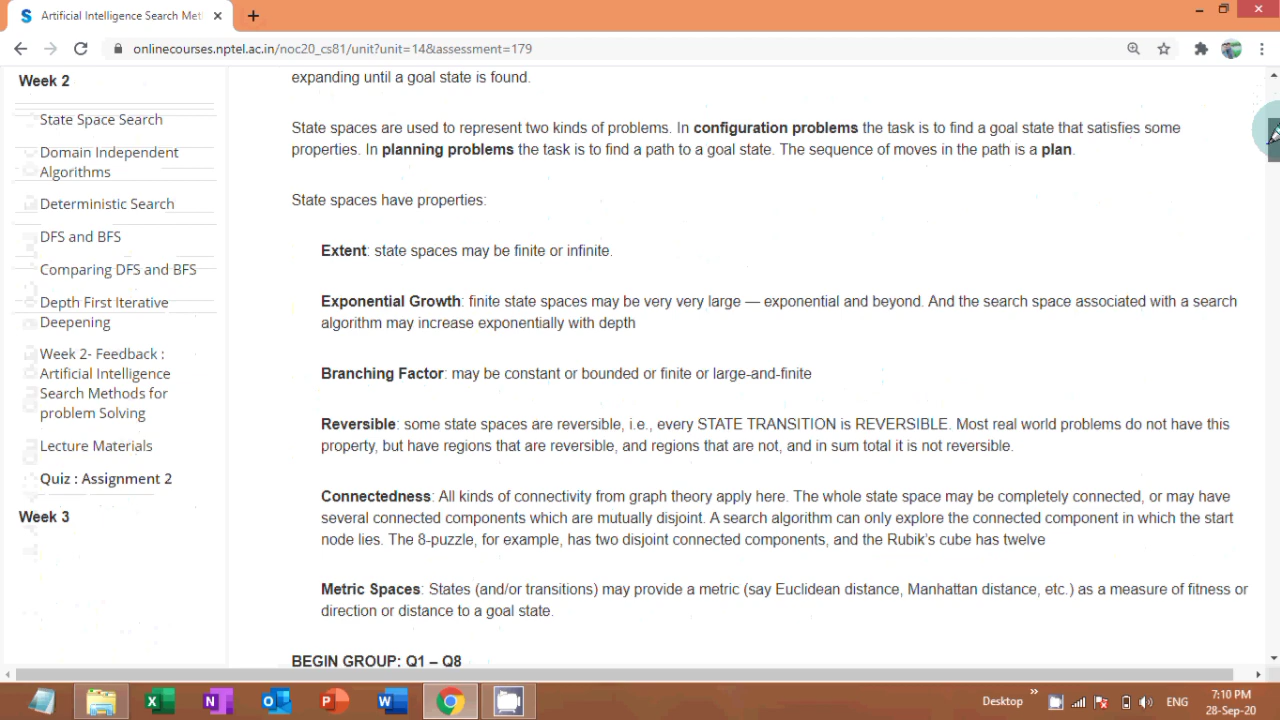 Artificial Intelligence Search Met
onlinecourses.nptel.ac.in/noc20_cs81/unit?unit=14&assessment=179
Week 2
State Space Search
Domain Independent
Algorithms
Deterministic Search
DFS and BFS
Comparing DFS and BFS
Depth First Iterative
Deepening
Week 2- Feedback :
Artificial Intelligence
Search Methods for
problem Solving
Lecture Materials
Quiz : Assignment 2
Week 3
expanding until a goal state is found.
State spaces are used to represent two kinds of problems. In configuration problems the task is to find a goal state that satisfies some
properties. In planning problems the task is to find a path to a goal state. The sequence of moves in the path is a plan.
State spaces have properties:
Extent: state spaces may be finite or infinite.
Exponential Growth: finite state spaces may be very very large — exponential and beyond. And the search space associated with a search
algorithm may increase exponentially with depth
Branching Factor: may be constant or bounded or finite or large-and-finite
Reversible: some state spaces are reversible, i.e., every STATE TRANSITION is REVERSIBLE. Most real world problems do not have this
property, but have regions that are reversible, and regions that are not, and in sum total it is not reversible.
Connectedness: All kinds of connectivity from graph theory apply here. The whole state space may be completely connected, or may have
several connected components which are mutually disjoint. A search algorithm can only explore the connected component in which the start
node lies. The 8-puzzle, for example, has two disjoint connected components, and the Rubik's cube has twelve
Metric Spaces: States (and/or transitions) may provide a metric (say Euclidean distance, Manhattan distance, etc.) as a measure of fitness or
direction or distance to a goal state.
BEGIN GROUP: Q1 – Q8
Desktop
ENG
7:10 PM
28-Sep-20